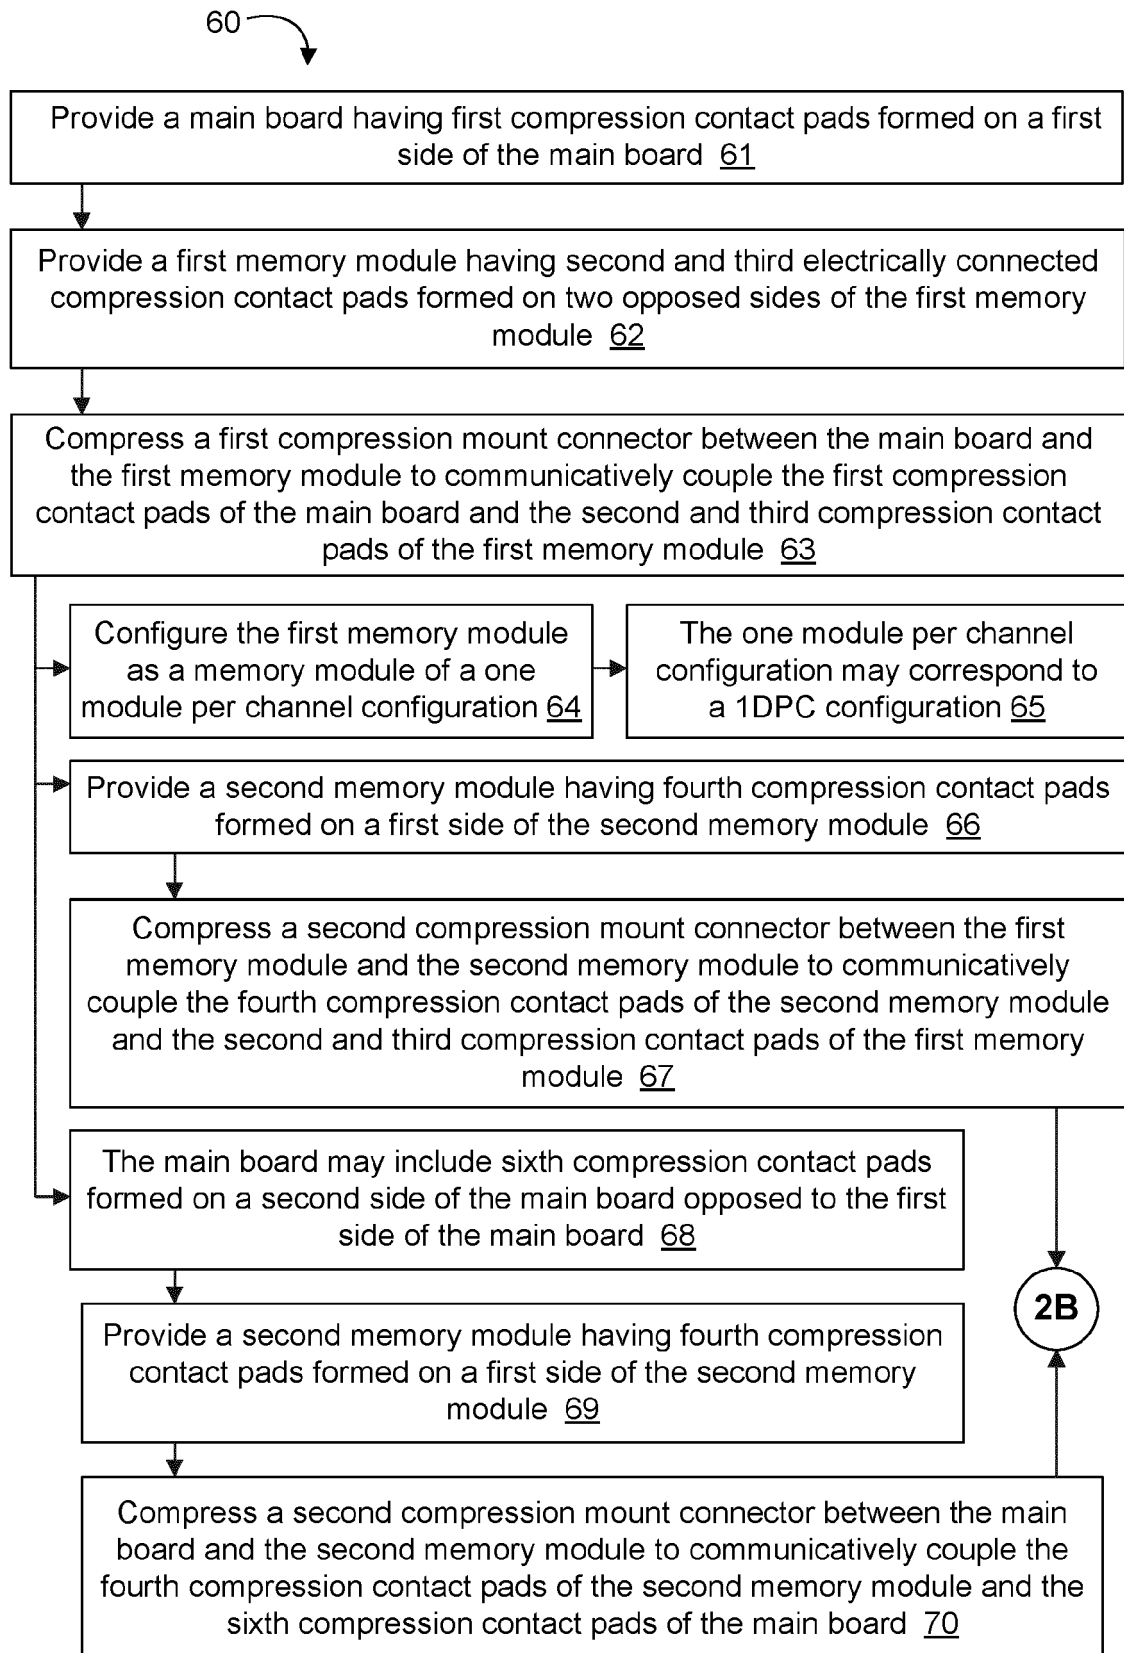 60
Provide a main board having first compression contact pads formed on a first
side of the main board 61
Provide a first memory module having second and third electrically connected
compression contact pads formed on two opposed sides of the first memory
module 62
Compress a first compression mount connector between the main board and
the first memory module to communicatively couple the first compression
contact pads of the main board and the second and third compression contact
pads of the first memory module 63
Configure the first memory module
as a memory module of a one
module per channel configuration 64
The one module per channel
configuration may correspond to
a 1DPC configuration 65
Provide a second memory module having fourth compression contact pads
formed on a first side of the second memory module 66
Compress a second compression mount connector between the first
memory module and the second memory module to communicatively
couple the fourth compression contact pads of the second memory module
and the second and third compression contact pads of the first memory
module 67
The main board may include sixth compression contact pads
formed on a second side of the main board opposed to the first
side of the main board 68
2B
Provide a second memory module having fourth compression
contact pads formed on a first side of the second memory
module 69
Compress a second compression mount connector between the main
board and the second memory module to communicatively couple the
fourth compression contact pads of the second memory module and the
sixth compression contact pads of the main board 70